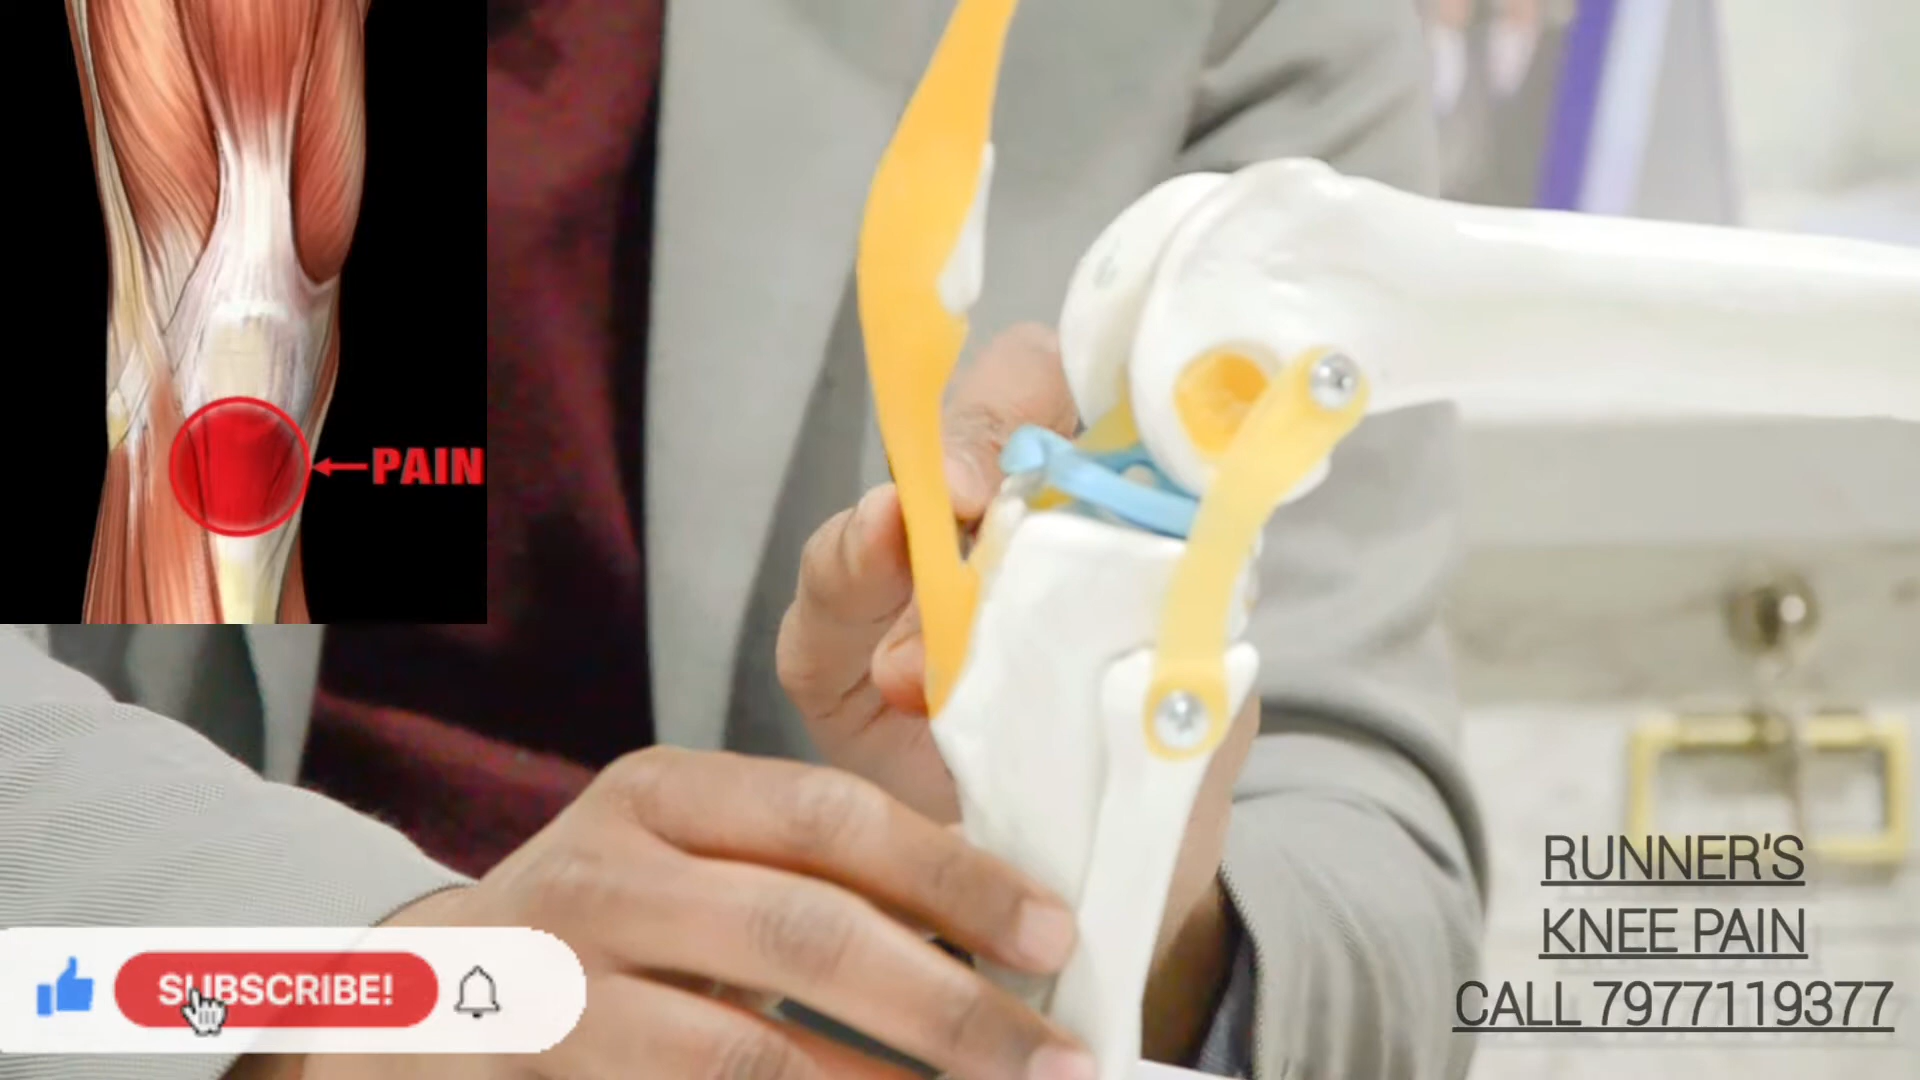 PAIN
SUBSCRIBE!
RUNNER'S
KNEE PAIN
CALL 7977119377